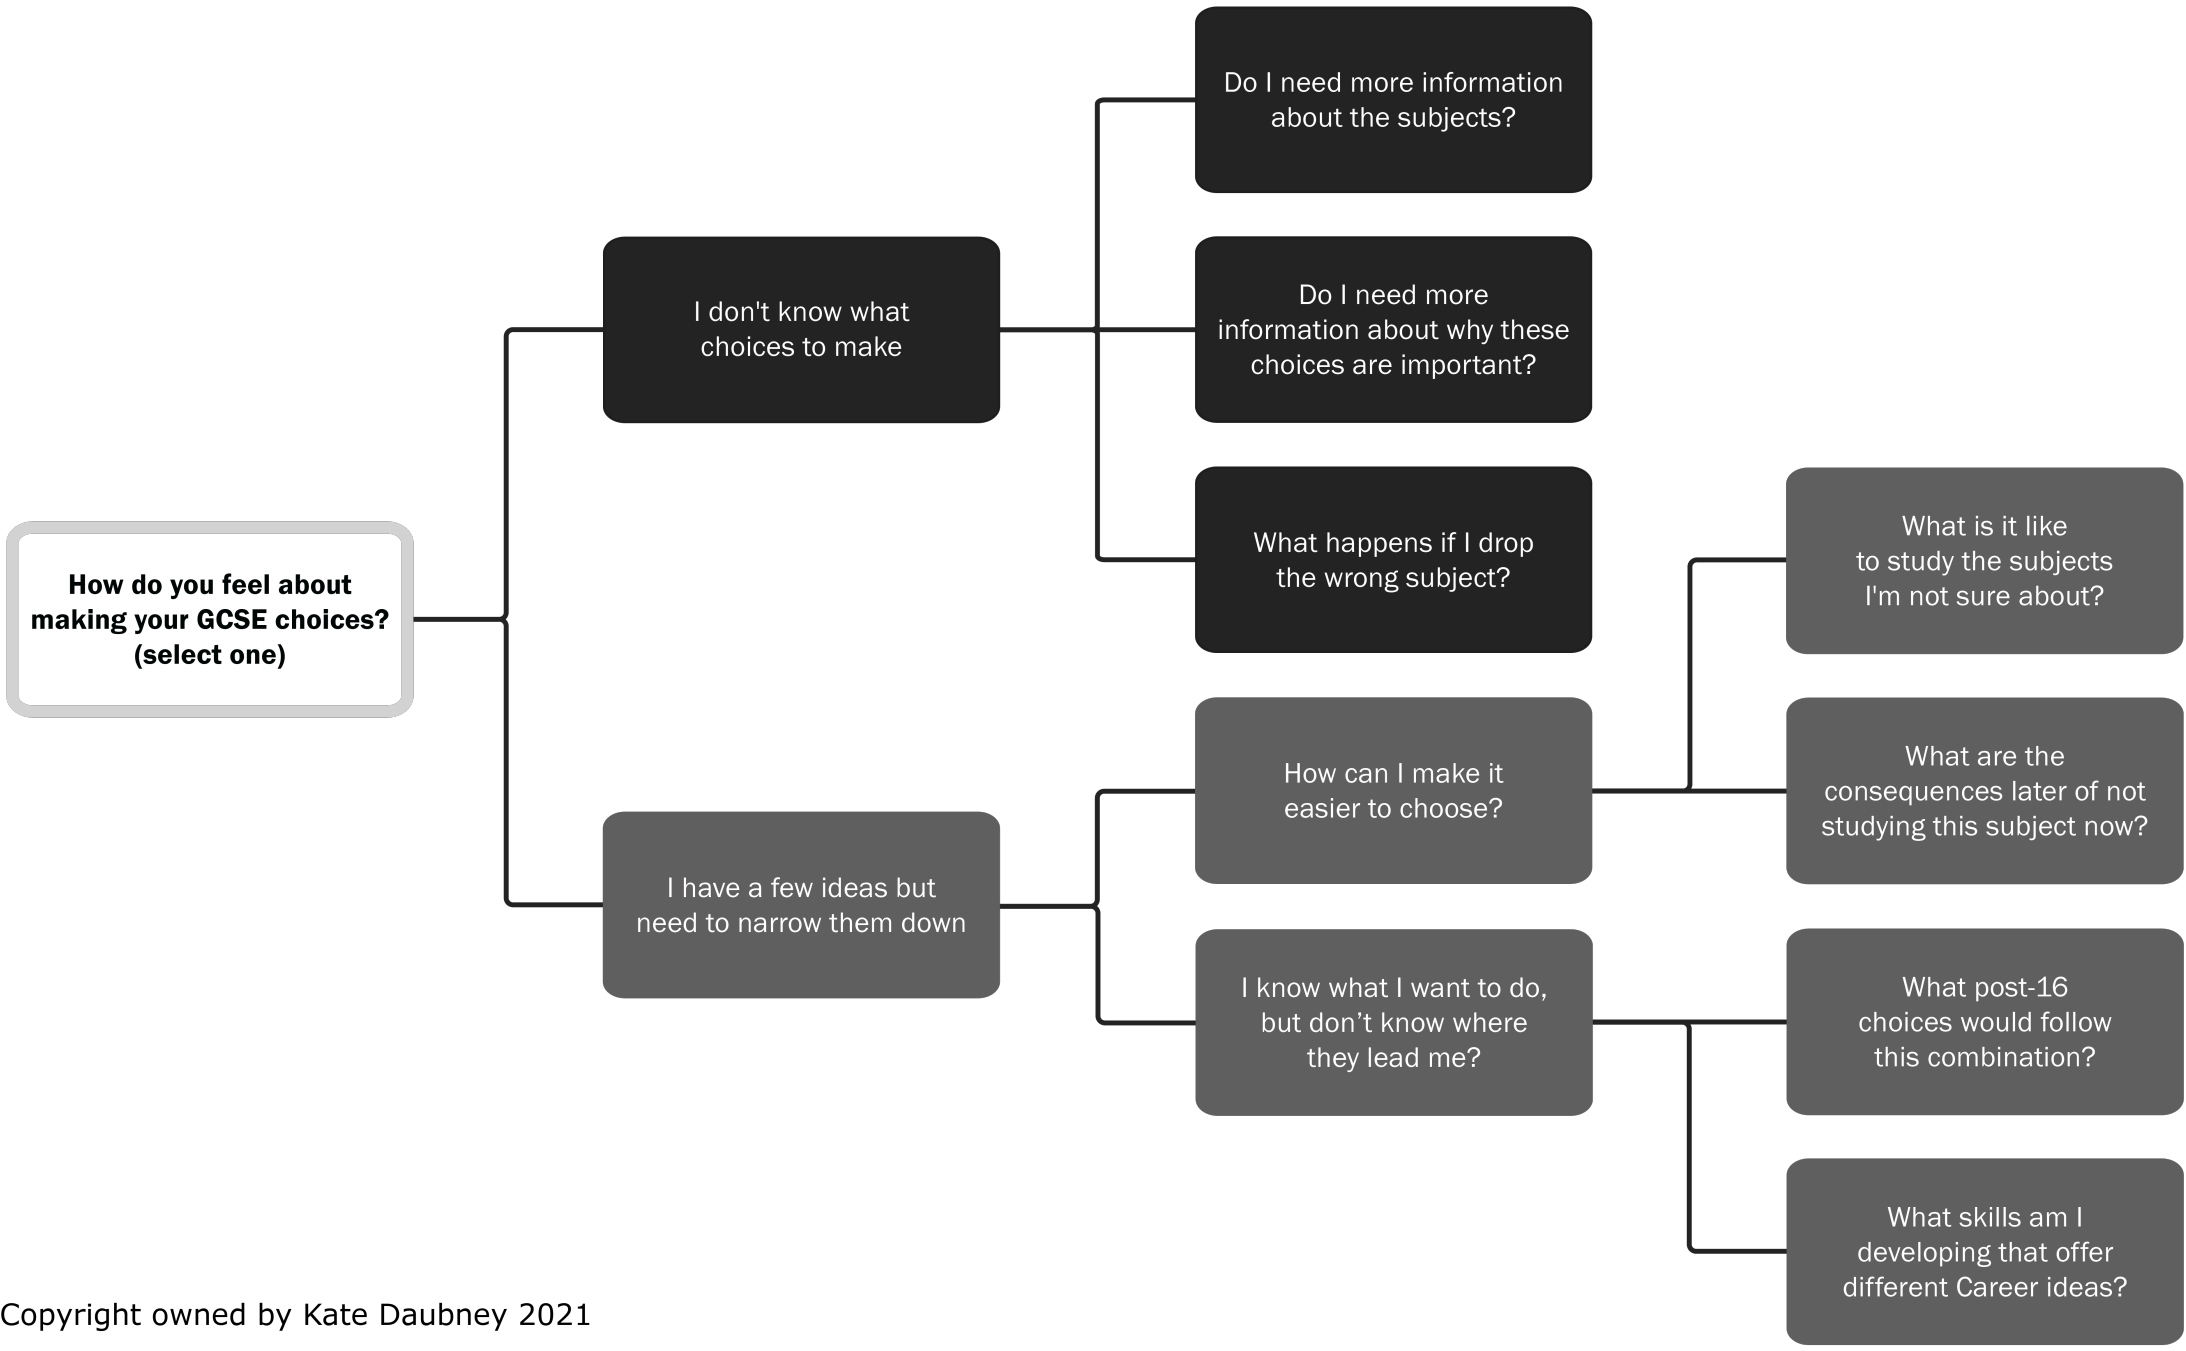 How do you feel about
making your GCSE choices?
(select one)
I don't know what
choices to make
Do I need more information
about the subjects?
Do I need more
information about why these
choices are important?
What happens if I drop
the wrong subject?
I have a few ideas but
need to narrow them down
How can I make it
easier to choose?
What is it like
to study the subjects
I'm not sure about?
What are the
consequences later of not
studying this subject now?
I know what I want to do,
but don’t know where
they lead me?
What post-16
choices would follow
this combination?
What skills am I
developing that offer
different Career ideas?
Copyright owned by Kate Daubney 2021